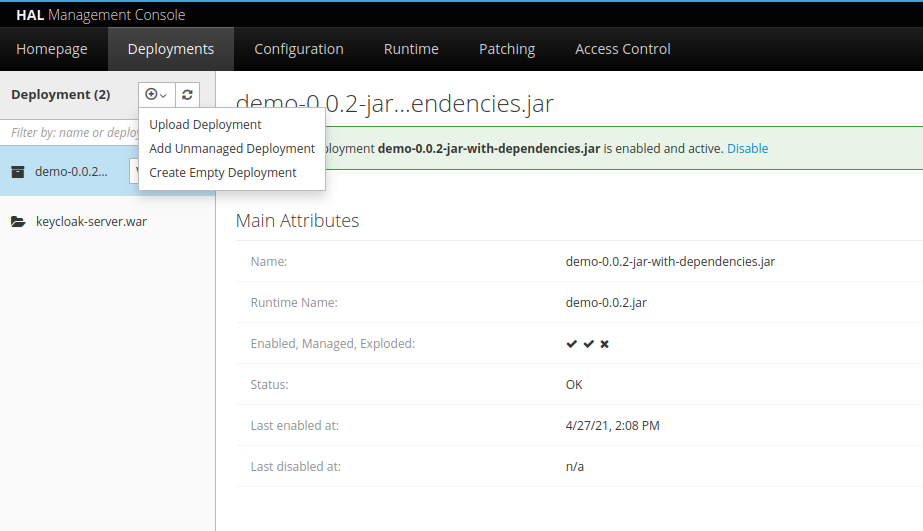 HAL Management Console
Homepage Deployments Configuration Runtime Patching Access Control
Deployment (2)
demo-0.0.2-jar...endencies.jar
Filter by: name or deploy
Upload Deployment
Add Unmanaged Deployment
Create Empty Deployment
demo-0.0.2-jar-with-dependencies.jar is enabled and active. Disable
demo-0.0.2...
keycloak-server.war
Main Attributes
Name: demo-0.0.2-jar-with-dependencies.jar
Runtime Name: demo-0.0.2.jar
Enabled, Managed, Exploded:
Status: OK
Last enabled at: 4/27/21, 2:08 PM
Last disabled at: n/a